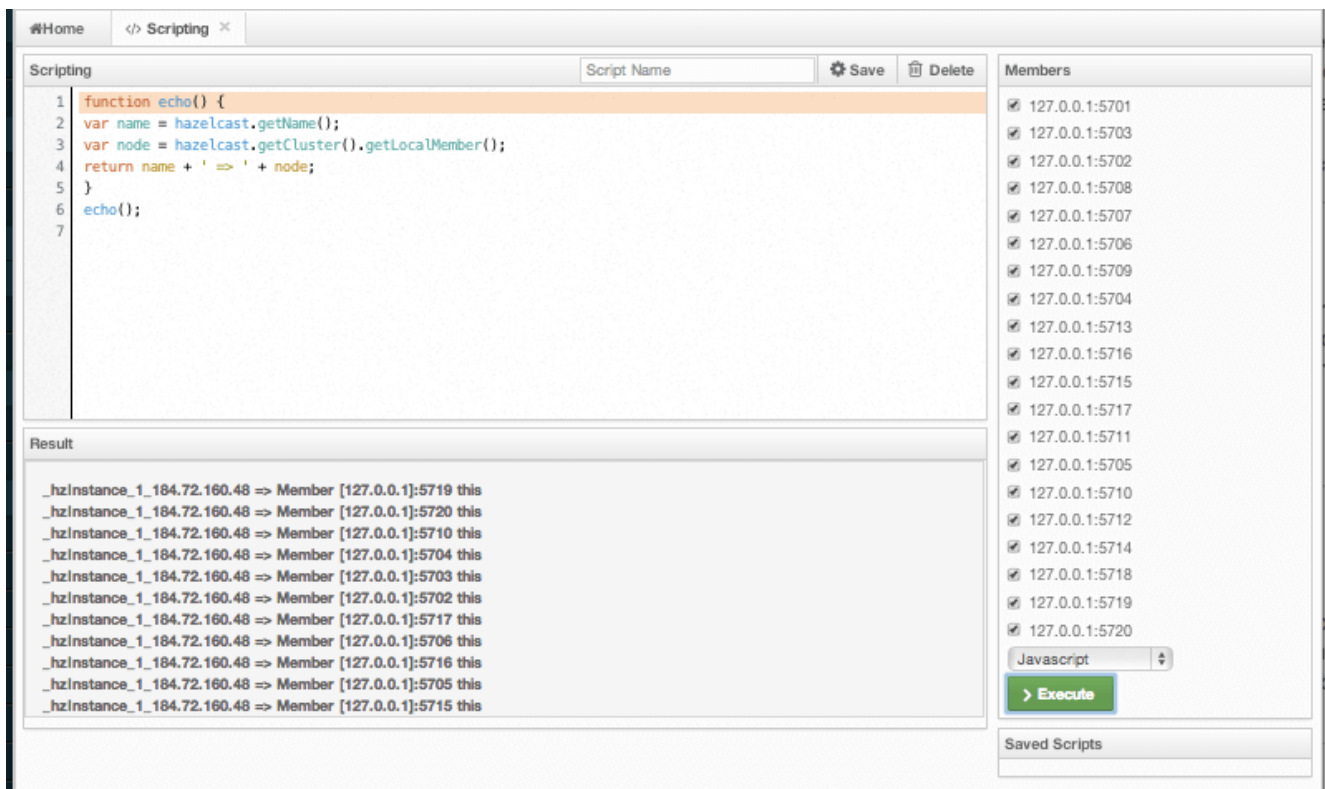 Home </> Scripting ×
Scripting Script Name Save Delete
1 function echo() {
2 var name = hazelcast.getName();
3 var node = hazelcast.getCluster().getLocalMember();
4 return name + ' => ' + node;
5 }
6 echo();
7
Result
_hzInstance_1_184.72.160.48 => Member [127.0.0.1]:5719 this
_hzInstance_1_184.72.160.48 => Member [127.0.0.1]:5720 this
_hzInstance_1_184.72.160.48 => Member [127.0.0.1]:5710 this
_hzInstance_1_184.72.160.48 => Member [127.0.0.1]:5704 this
_hzInstance_1_184.72.160.48 => Member [127.0.0.1]:5703 this
_hzInstance_1_184.72.160.48 => Member [127.0.0.1]:5702 this
_hzInstance_1_184.72.160.48 => Member [127.0.0.1]:5717 this
_hzInstance_1_184.72.160.48 => Member [127.0.0.1]:5706 this
_hzInstance_1_184.72.160.48 => Member [127.0.0.1]:5716 this
_hzInstance_1_184.72.160.48 => Member [127.0.0.1]:5705 this
_hzInstance_1_184.72.160.48 => Member [127.0.0.1]:5715 this
Members
127.0.0.1:5701
127.0.0.1:5703
127.0.0.1:5702
127.0.0.1:5708
127.0.0.1:5707
127.0.0.1:5706
127.0.0.1:5709
127.0.0.1:5704
127.0.0.1:5713
127.0.0.1:5716
127.0.0.1:5715
127.0.0.1:5717
127.0.0.1:5711
127.0.0.1:5705
127.0.0.1:5710
127.0.0.1:5712
127.0.0.1:5714
127.0.0.1:5718
127.0.0.1:5719
127.0.0.1:5720
Javascript
> Execute
Saved Scripts